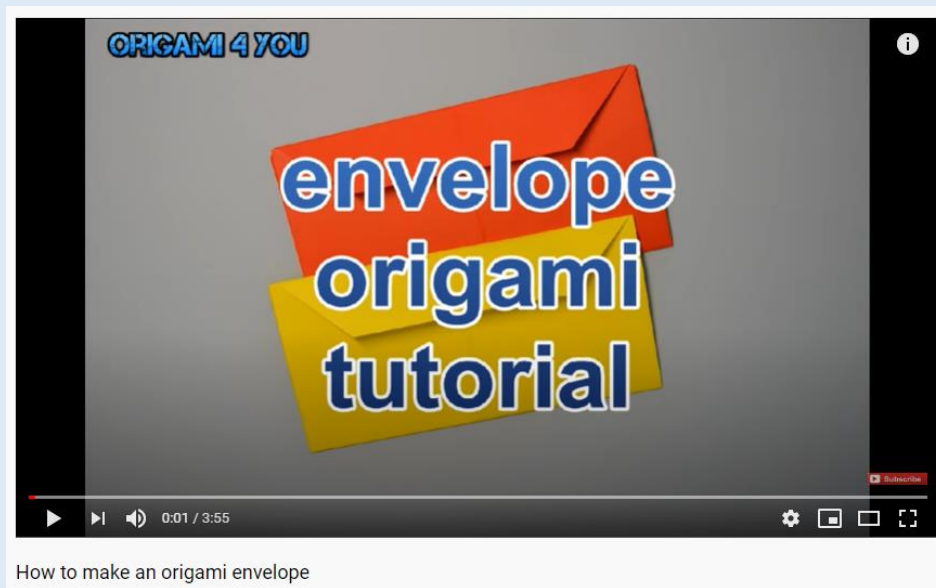 ORIGAMI 4 YOU
envelope
origami
tutorial
Subscribe
0:01 / 3:55
How to make an origami envelope